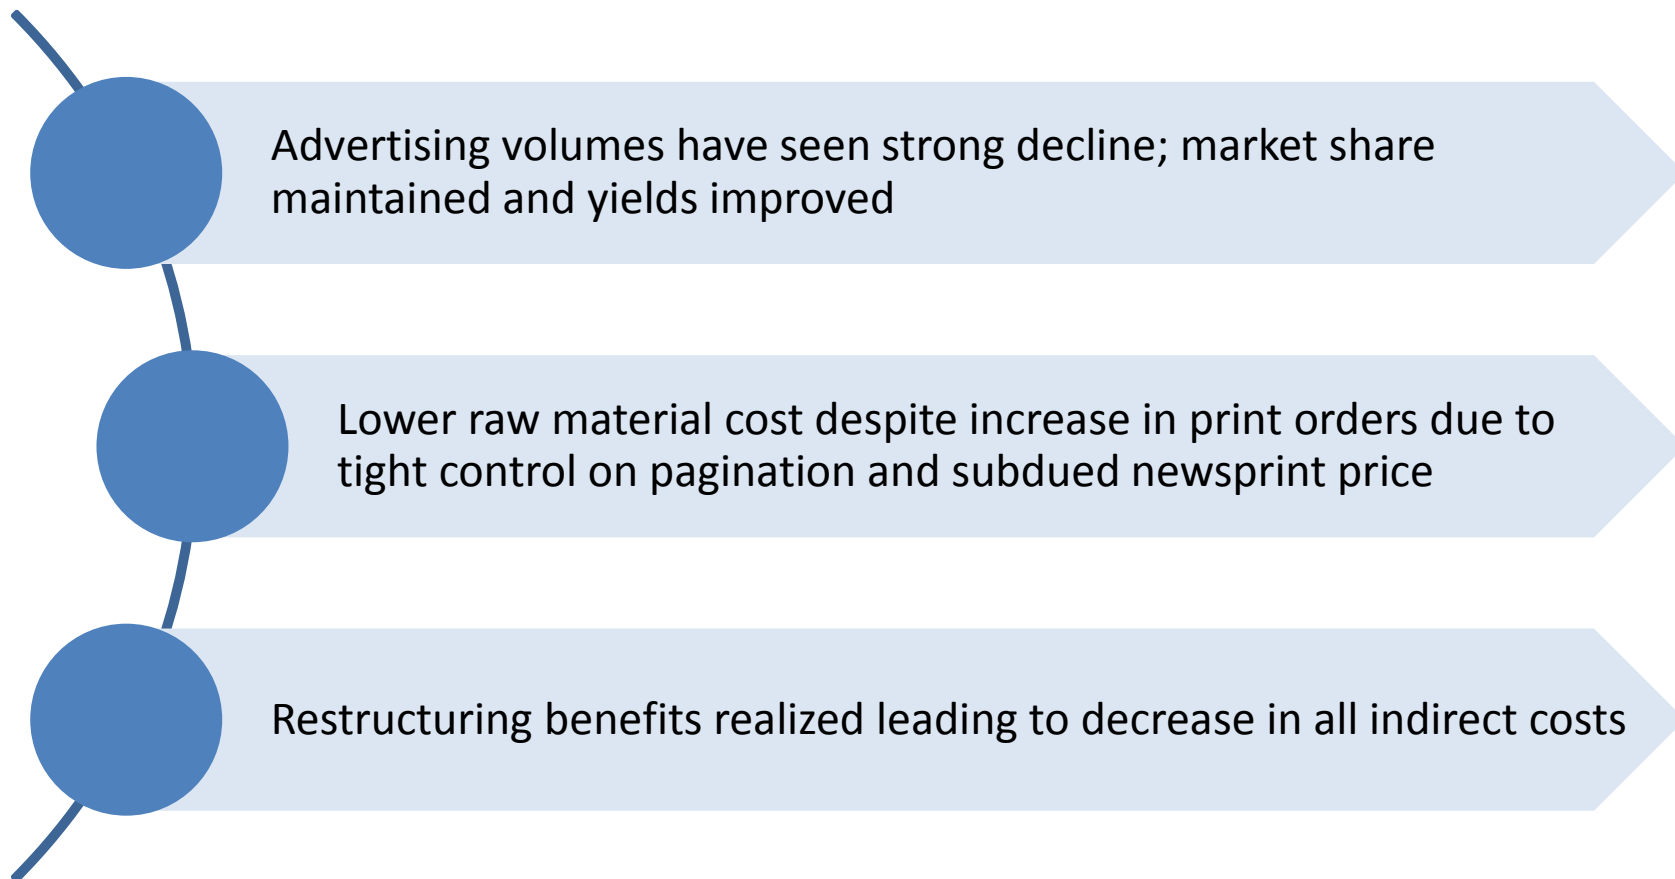 Advertising volumes have seen strong decline; market share
maintained and yields improved
Lower raw material cost despite increase in print orders due to
tight control on pagination and subdued newsprint price
Restructuring benefits realized leading to decrease in all indirect costs